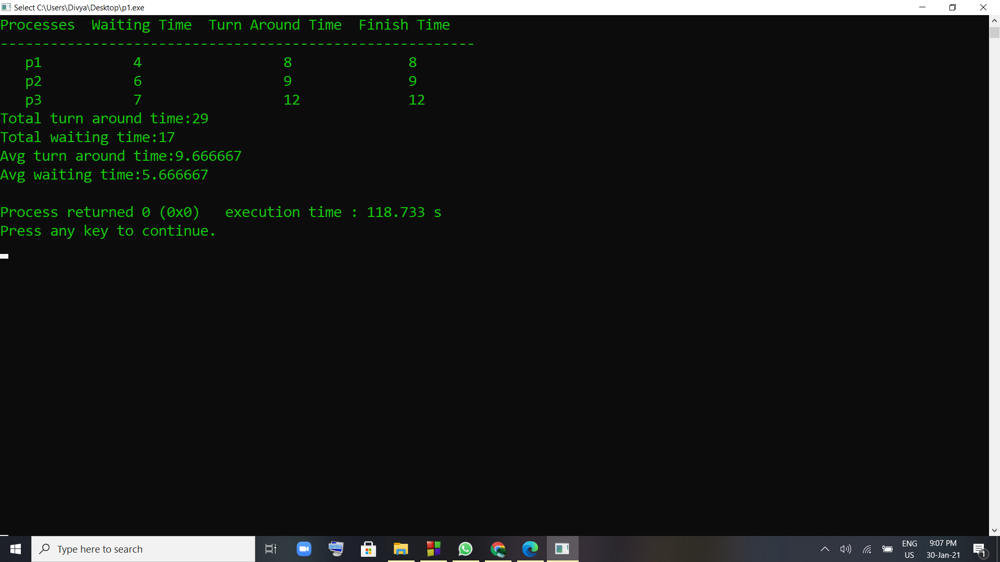 Select C:\Users\Divya\Desktop\p1.exe
Processes  Waiting Time  Turn Around Time  Finish Time
---------------------------------------------------------
p1 4 8 8
p2 6 9 9
p3 7 12 12
Total turn around time:29
Total waiting time:17
Avg turn around time:9.666667
Avg waiting time:5.666667
Process returned 0 (0x0)   execution time : 118.733 s
Press any key to continue.
Type here to search
ENG
US
9:07 PM
30-Jan-21
1